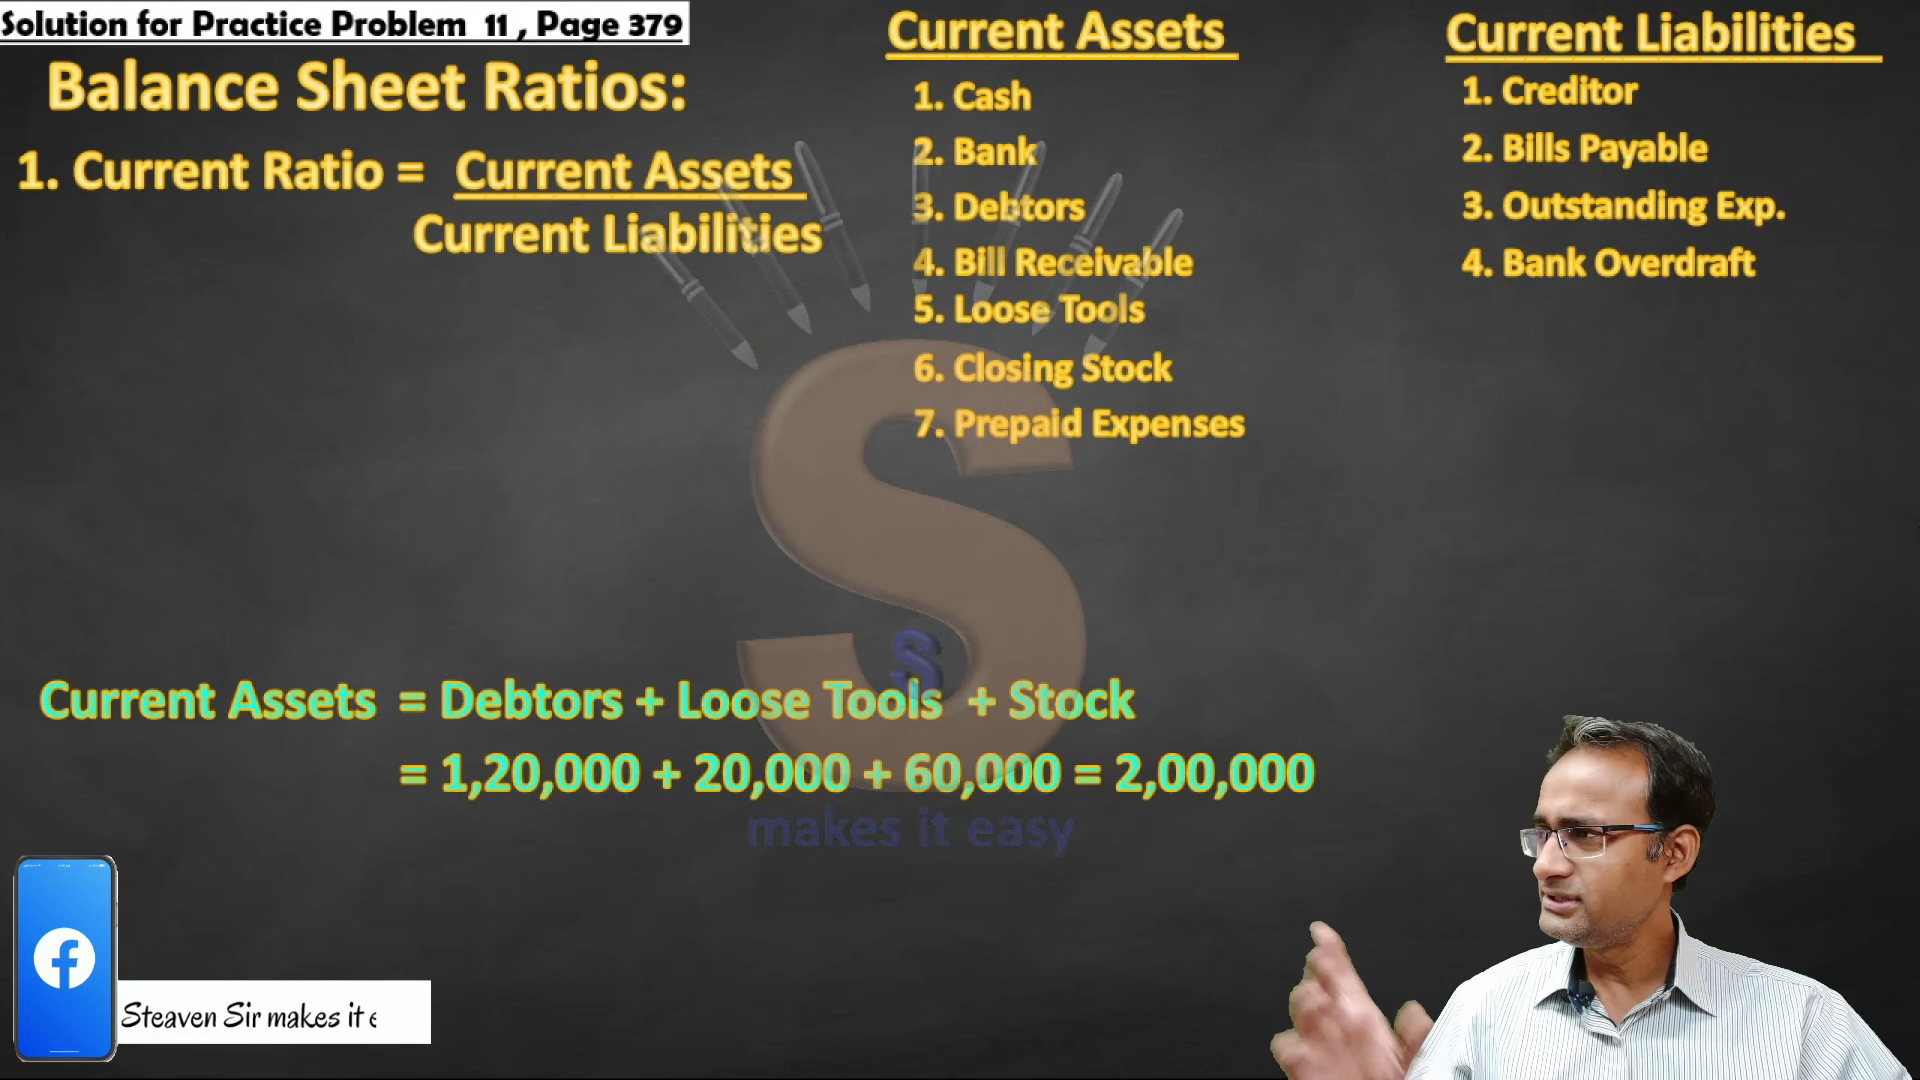 Solution for Practice Problem 11 , Page 379
Balance Sheet Ratios:
1. Current Ratio = Current Assets
Current Liabilities
Current Assets
1. Cash
2. Bank
3. Debtors
4. Bill Receivable
5. Loose Tools
6. Closing Stock
7. Prepaid Expenses
Current Liabilities
1. Creditor
2. Bills Payable
3. Outstanding Exp.
4. Bank Overdraft
S
S
Current Assets = Debtors + Loose Tools + Stock
= 1,20,000 + 20,000 + 60,000 = 2,00,000
makes it easy
Steaven Sir makes it e